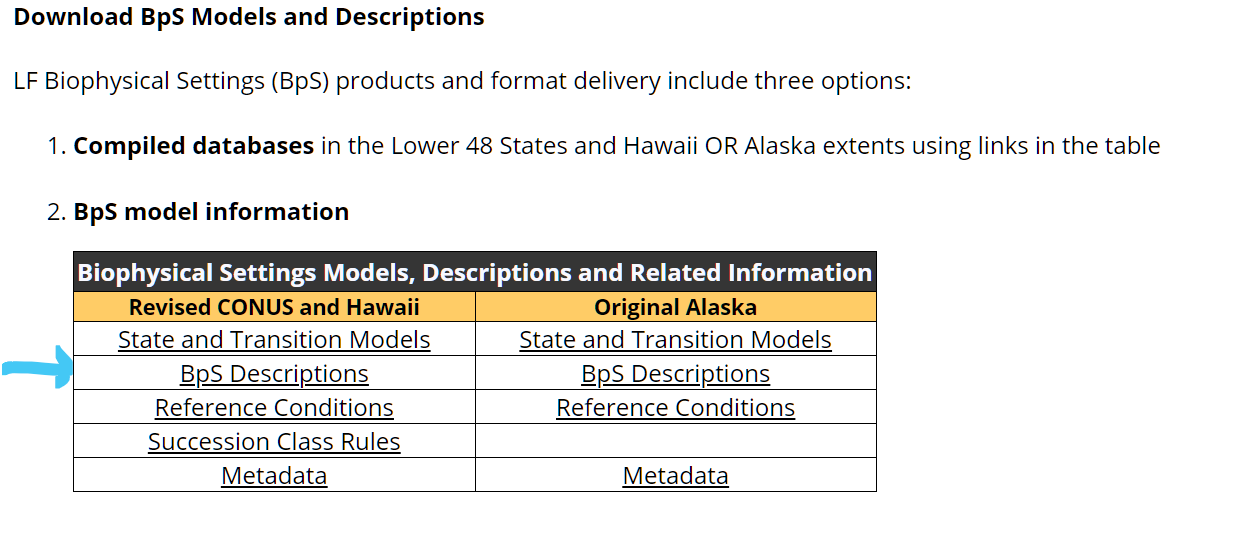 Download BpS Models and Descriptions
LF Biophysical Settings (BpS) products and format delivery include three options:
1. Compiled databases in the Lower 48 States and Hawaii OR Alaska extents using links in the table
2. BpS model information
Biophysical Settings Models, Descriptions and Related Information
Revised CONUS and Hawaii Original Alaska
State and Transition Models State and Transition Models
BpS Descriptions BpS Descriptions
Reference Conditions Reference Conditions
Succession Class Rules
Metadata Metadata